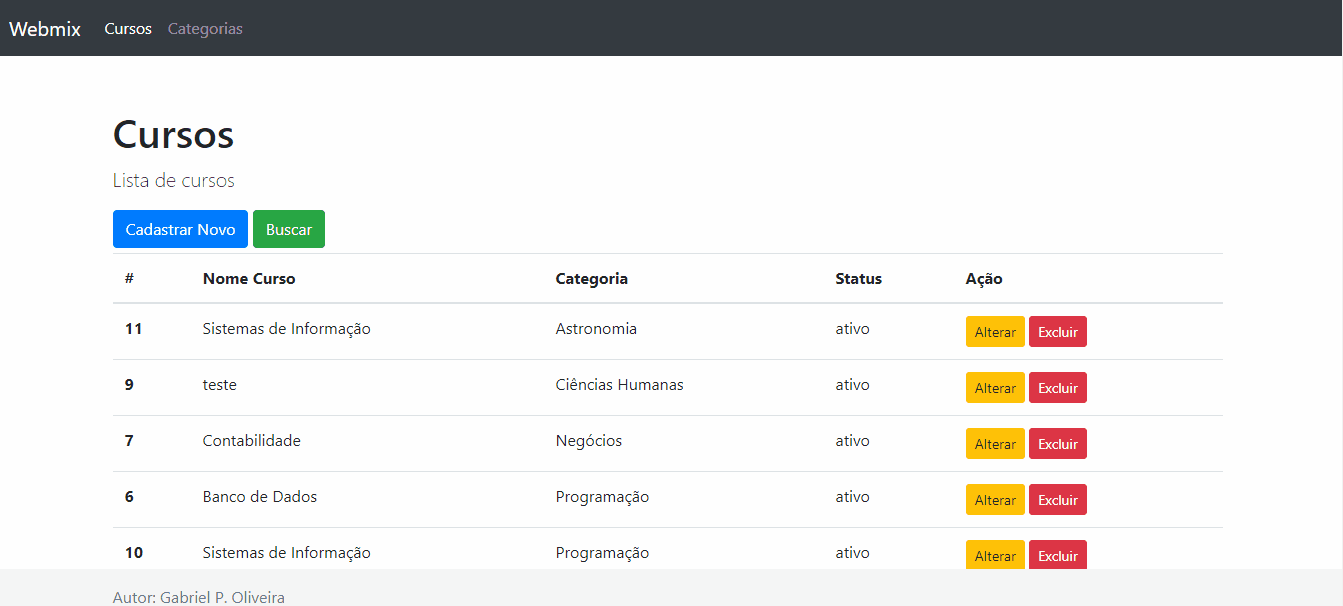 Webmix Cursos Categorias
Cursos
Lista de cursos
Cadastrar Novo Buscar
# Nome Curso Categoria Status Ação
11 Sistemas de Informação Astronomia ativo Alterar Excluir
9 teste Ciências Humanas ativo Alterar Excluir
7 Contabilidade Negócios ativo Alterar Excluir
6 Banco de Dados Programação ativo Alterar Excluir
10 Sistemas de Informação Programação ativo Alterar Excluir
Autor: Gabriel P. Oliveira